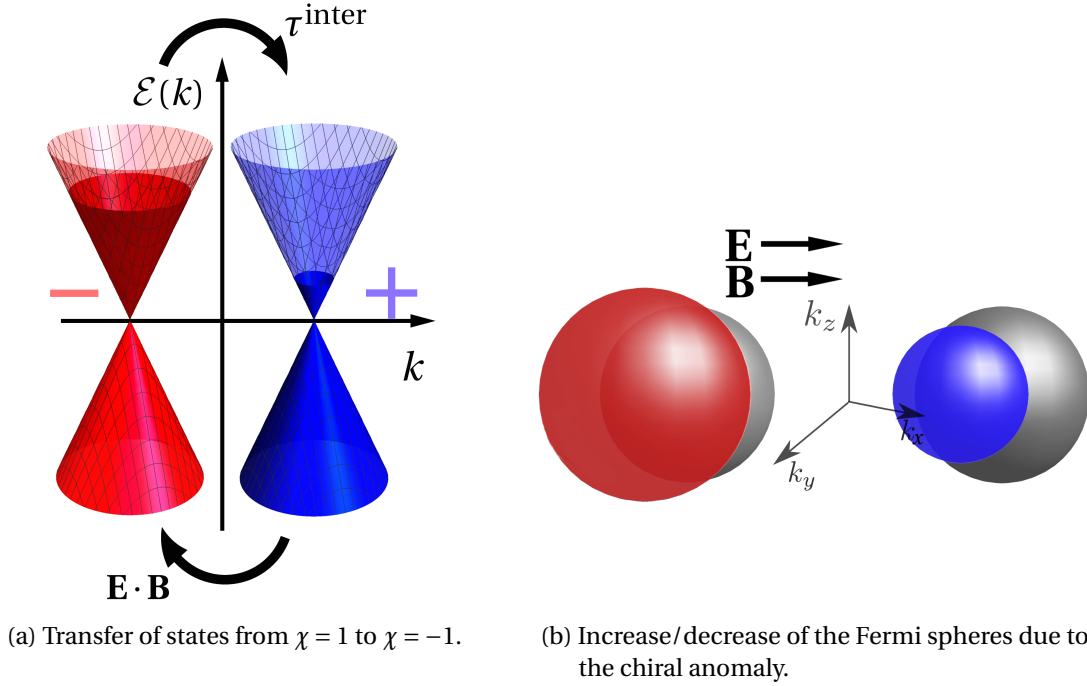 τ^inter
ℰ(k)
−
+
k
E · B
(a) Transfer of states from χ = 1 to χ = −1.
E
B
k_z
k_x
k_y
(b) Increase/decrease of the Fermi spheres due to
the chiral anomaly.